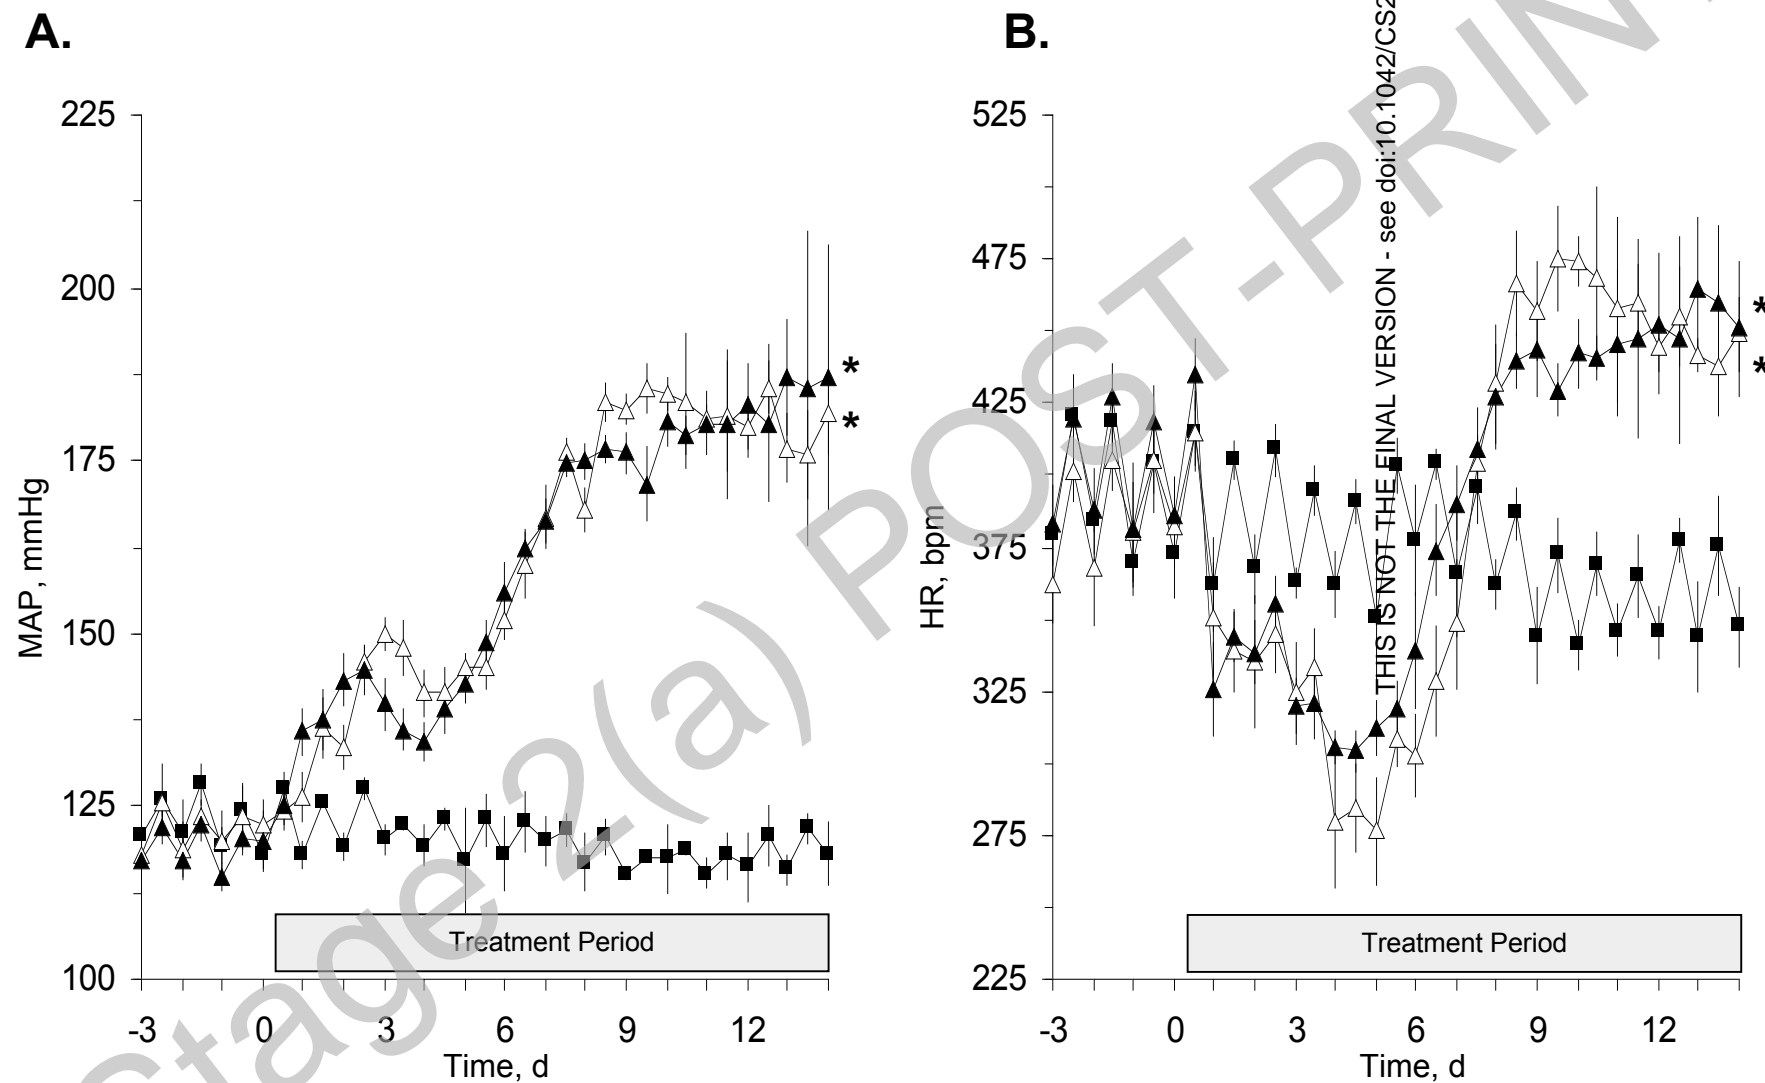 A.
225
200
175
150
125
100
MAP, mmHg
*
*
Treatment Period
-3 0 3 6 9 12
Time, d
B.
525
475
425
375
325
275
225
HR, bpm
*
*
Treatment Period
-3 0 3 6 9 12
Time, d
THIS IS NOT THE FINAL VERSION - see doi:10.1042/CS2
Stage 2(a) POST-PRIN